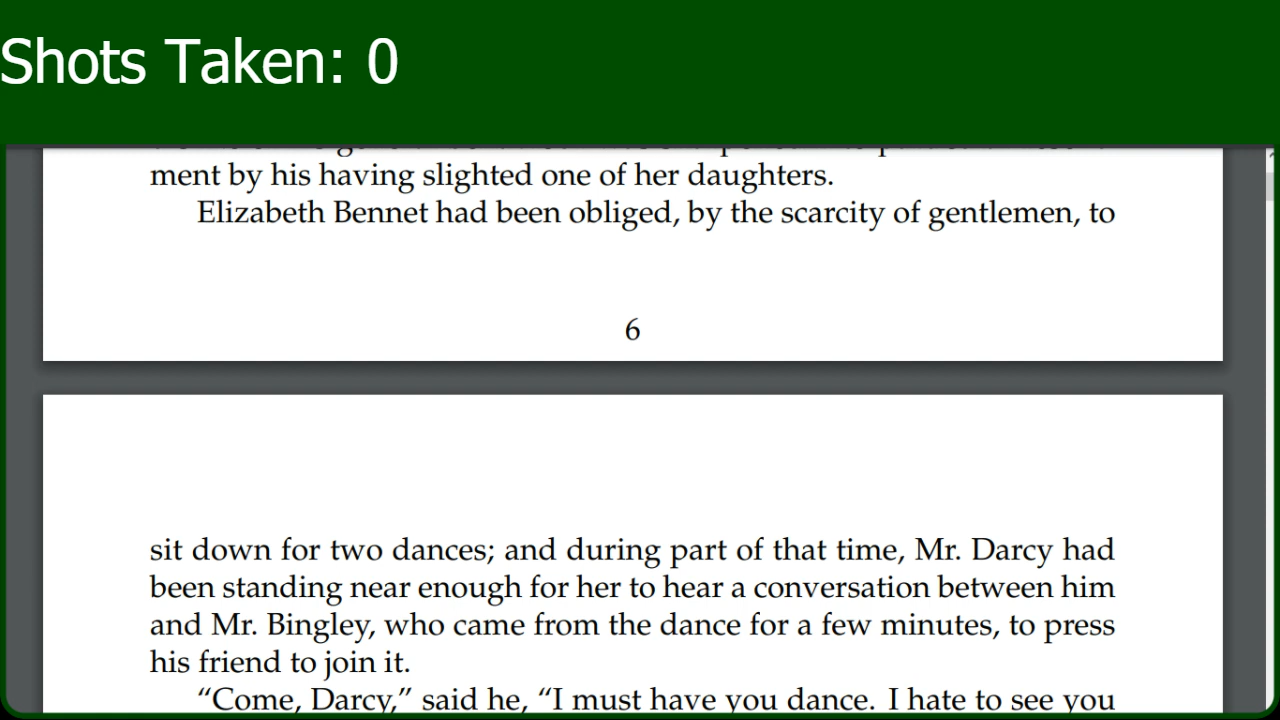 Shots Taken: 0
ment by his having slighted one of her daughters.
Elizabeth Bennet had been obliged, by the scarcity of gentlemen, to
6
sit down for two dances; and during part of that time, Mr. Darcy had
been standing near enough for her to hear a conversation between him
and Mr. Bingley, who came from the dance for a few minutes, to press
his friend to join it.
“Come, Darcy,” said he, “I must have you dance. I hate to see you